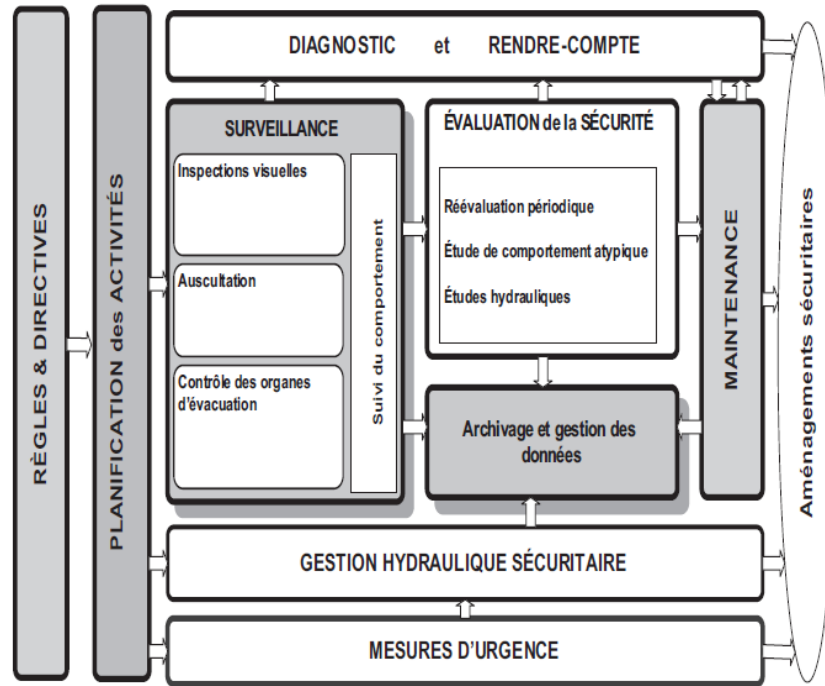 RÈGLES & DIRECTIVES
PLANIFICATION des ACTIVITÉS
DIAGNOSTIC et RENDRE-COMPTE
SURVEILLANCE
Inspections visuelles
Auscultation
Contrôle des organes
d'évacuation
Suivi du comportement
ÉVALUATION de la SÉCURITÉ
Réévaluation périodique
Étude de comportement atypique
Études hydrauliques
Archivage et gestion des
données
MAINTENANCE
GESTION HYDRAULIQUE SÉCURITAIRE
MESURES D'URGENCE
Aménagements sécuritaires